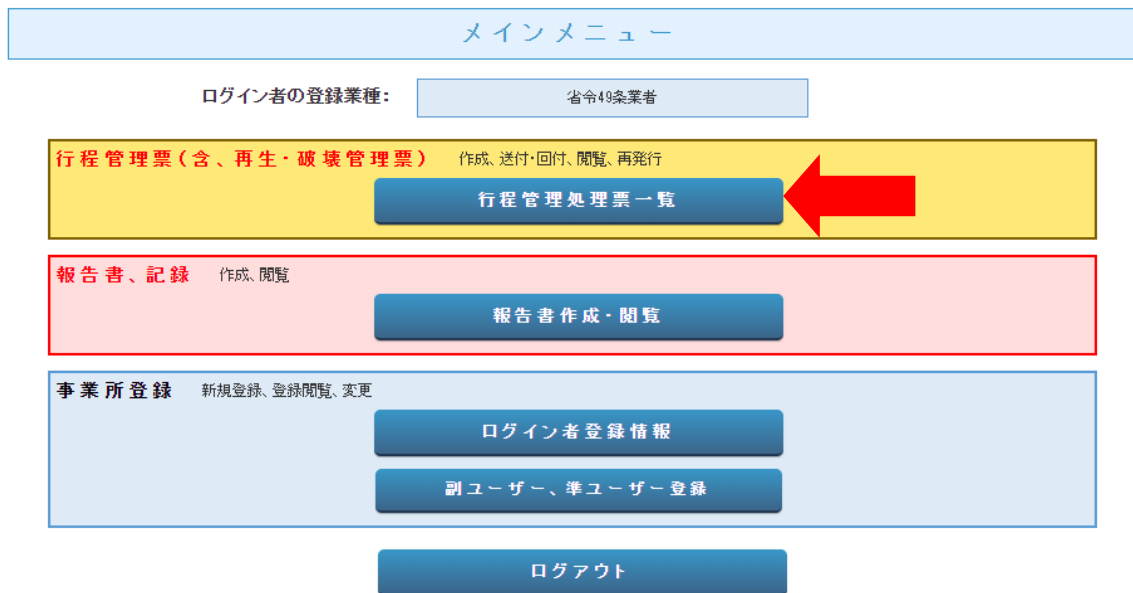 メインメニュー
ログイン者の登録業種: 省令49条業者
行程管理票(含、再生・破壊管理票) 作成、送付・回付、閲覧、再発行
行程管理処理票一覧
報告書、記録 作成、閲覧
報告書作成・閲覧
事業所登録 新規登録、登録閲覧、変更
ログイン者登録情報
副ユーザー、準ユーザー登録
ログアウト